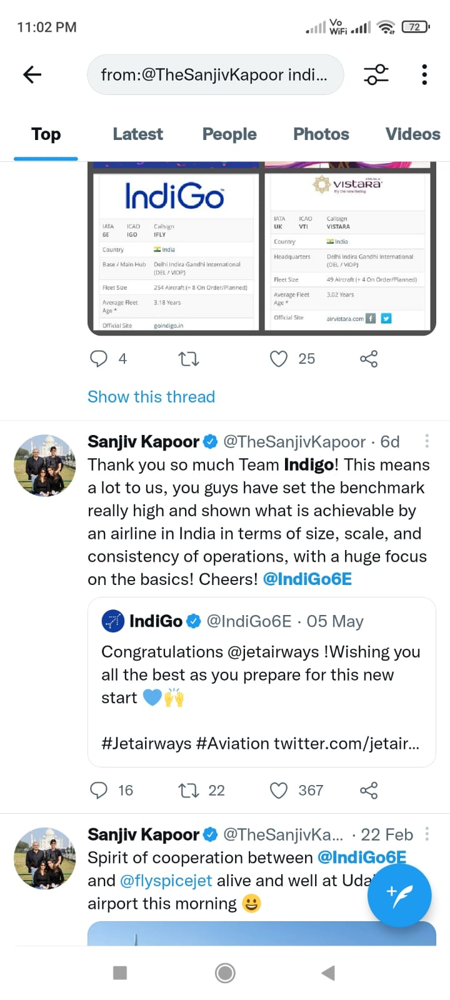 11:02 PM
Vo
WiFi
72
from:@TheSanjivKapoor indi...
Top Latest People Photos Videos
IndiGo
IATA ICAO Callsign
6E IGO IFLY
Country India
Base / Main Hub Delhi Indira Gandhi International
(DEL / VIDP)
Fleet Size 254 Aircraft (+ 8 On Order/Planned)
Average Fleet 3.18 Years
Age *
Official Site goindigo.in
vistara
Fly the new feeling
IATA ICAO Callsign
UK VTI VISTARA
Country India
Headquarters Delhi Indira Gandhi International
(DEL / VIDP)
Fleet Size 49 Aircraft (+ 4 On Order/Planned)
Average Fleet 3.02 Years
Age *
Official Site airvistara.com
4 25
Show this thread
Sanjiv Kapoor @TheSanjivKapoor · 6d
Thank you so much Team Indigo! This means
a lot to us, you guys have set the benchmark
really high and shown what is achievable by
an airline in India in terms of size, scale, and
consistency of operations, with a huge focus
on the basics! Cheers! @IndiGo6E
IndiGo @IndiGo6E · 05 May
Congratulations @jetairways !Wishing you
all the best as you prepare for this new
start 💙🙌
#Jetairways #Aviation twitter.com/jetair...
16 22 367
Sanjiv Kapoor @TheSanjivKa... · 22 Feb
Spirit of cooperation between @IndiGo6E
and @flyspicejet alive and well at
airport this morning 😀